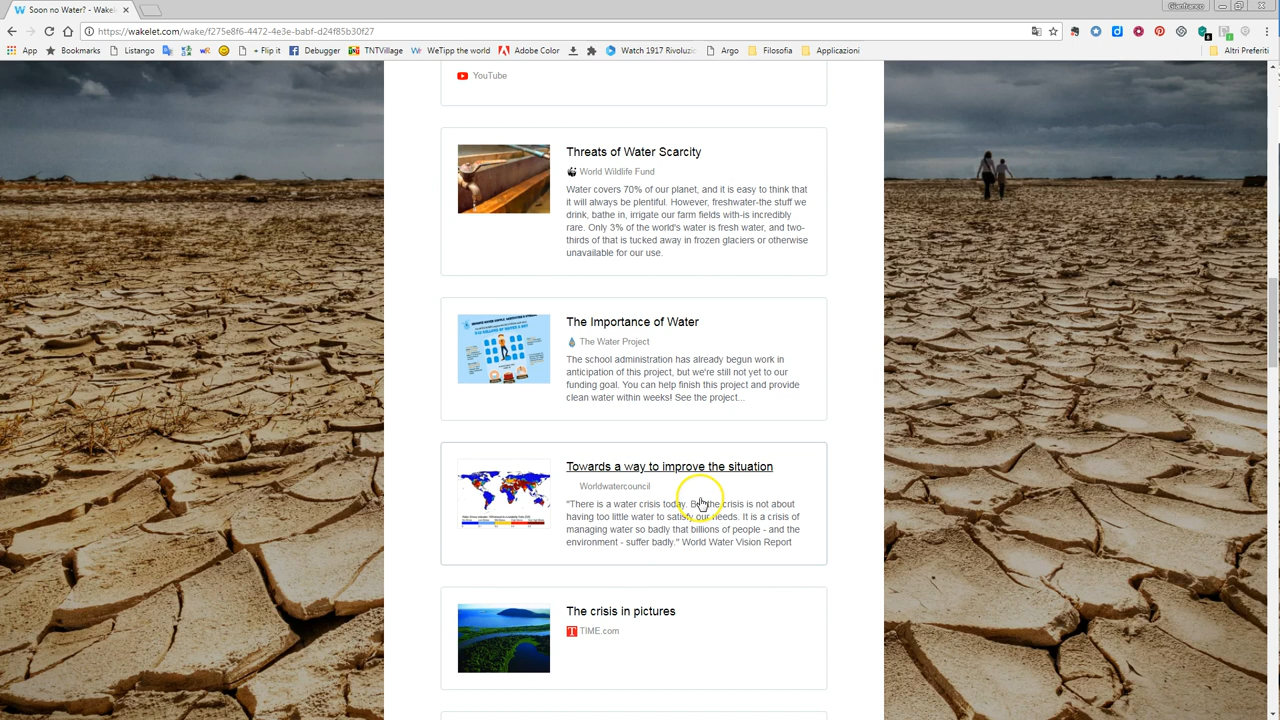 Soon no Water? - Wakel
Gianfranco
https://wakelet.com/wake/f275e8f6-4472-4e3e-babf-d24f85b30f27
App
Bookmarks
Listango
+ Flip it
Debugger
TNTVillage
WeTipp the world
Adobe Color
Watch 1917 Rivoluzi
Argo
Filosofia
Applicazioni
Altri Preferiti
YouTube
Threats of Water Scarcity
World Wildlife Fund
Water covers 70% of our planet, and it is easy to think that
it will always be plentiful. However, freshwater-the stuff we
drink, bathe in, irrigate our farm fields with-is incredibly
rare. Only 3% of the world's water is fresh water, and two-
thirds of that is tucked away in frozen glaciers or otherwise
unavailable for our use.
The Importance of Water
The Water Project
The school administration has already begun work in
anticipation of this project, but we're still not yet to our
funding goal. You can help finish this project and provide
clean water within weeks! See the project...
Towards a way to improve the situation
Worldwatercouncil
"There is a water crisis today. But the crisis is not about
having too little water to satisfy our needs. It is a crisis of
managing water so badly that billions of people - and the
environment - suffer badly." World Water Vision Report
The crisis in pictures
TIME.com